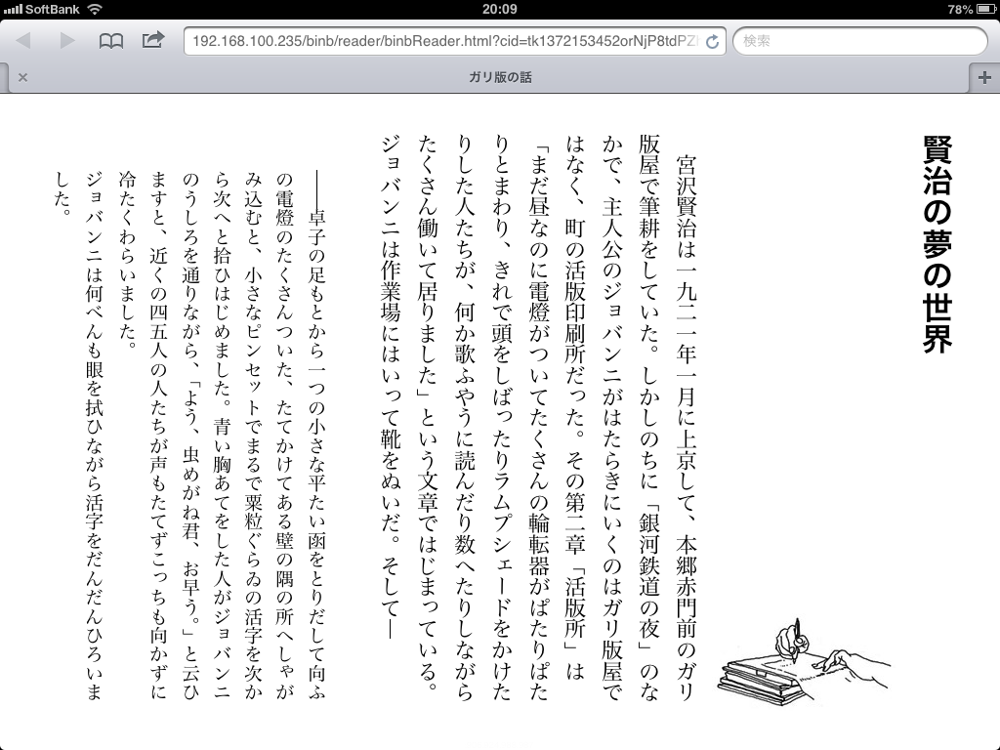 SoftBank
20:09
78%
192.168.100.235/binb/reader/binbReader.html?cid=tk1372153452orNjP8tdPZ
検索
ガリ版の話
賢治の夢の世界
宮沢賢治は一九二一年一月に上京して、本郷赤門前のガリ
版屋で筆耕をしていた。しかしのちに「銀河鉄道の夜」のな
かで、主人公のジョバンニがはたらきにいくのはガリ版屋で
はなく、町の活版印刷所だった。その第二章「活版所」は
「まだ昼なのに電燈がついてたくさんの輪転器がぱたりぱた
りとまわり、きれで頭をしばったりラムプシェードをかけた
りした人たちが、何か歌ふやうに読んだり数へたりしながら
たくさん働いて居りました」という文章ではじまっている。
ジョバンニは作業場にはいって靴をぬいだ。そして―
――卓子の足もとから一つの小さな平たい函をとりだして向ふ
の電燈のたくさんついた、たてかけてある壁の隅の所へしゃが
み込むと、小さなピンセットでまるで粟粒ぐらゐの活字を次か
ら次へと拾ひはじめました。青い胸あてをした人がジョバンニ
のうしろを通りながら、「よう、虫めがね君、お早う。」と云ひ
ますと、近くの四五人の人たちが声もたてずこっちも向かずに
冷たくわらいました。
ジョバンニは何べんも眼を拭ひながら活字をだんだんひろいま
した。